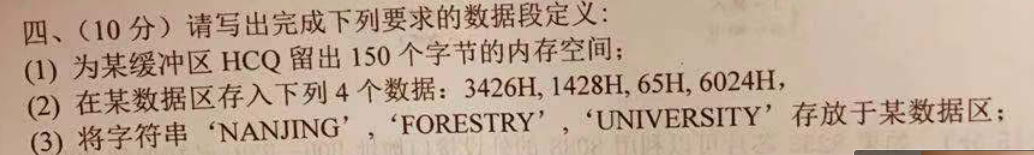 四、（10 分）请写出完成下列要求的数据段定义：
(1) 为某缓冲区 HCQ 留出 150 个字节的内存空间；
(2) 在某数据区存入下列 4 个数据：3426H, 1428H, 65H, 6024H，
(3) 将字符串‘NANJING’,‘FORESTRY’,‘UNIVERSITY’存放于某数据区；